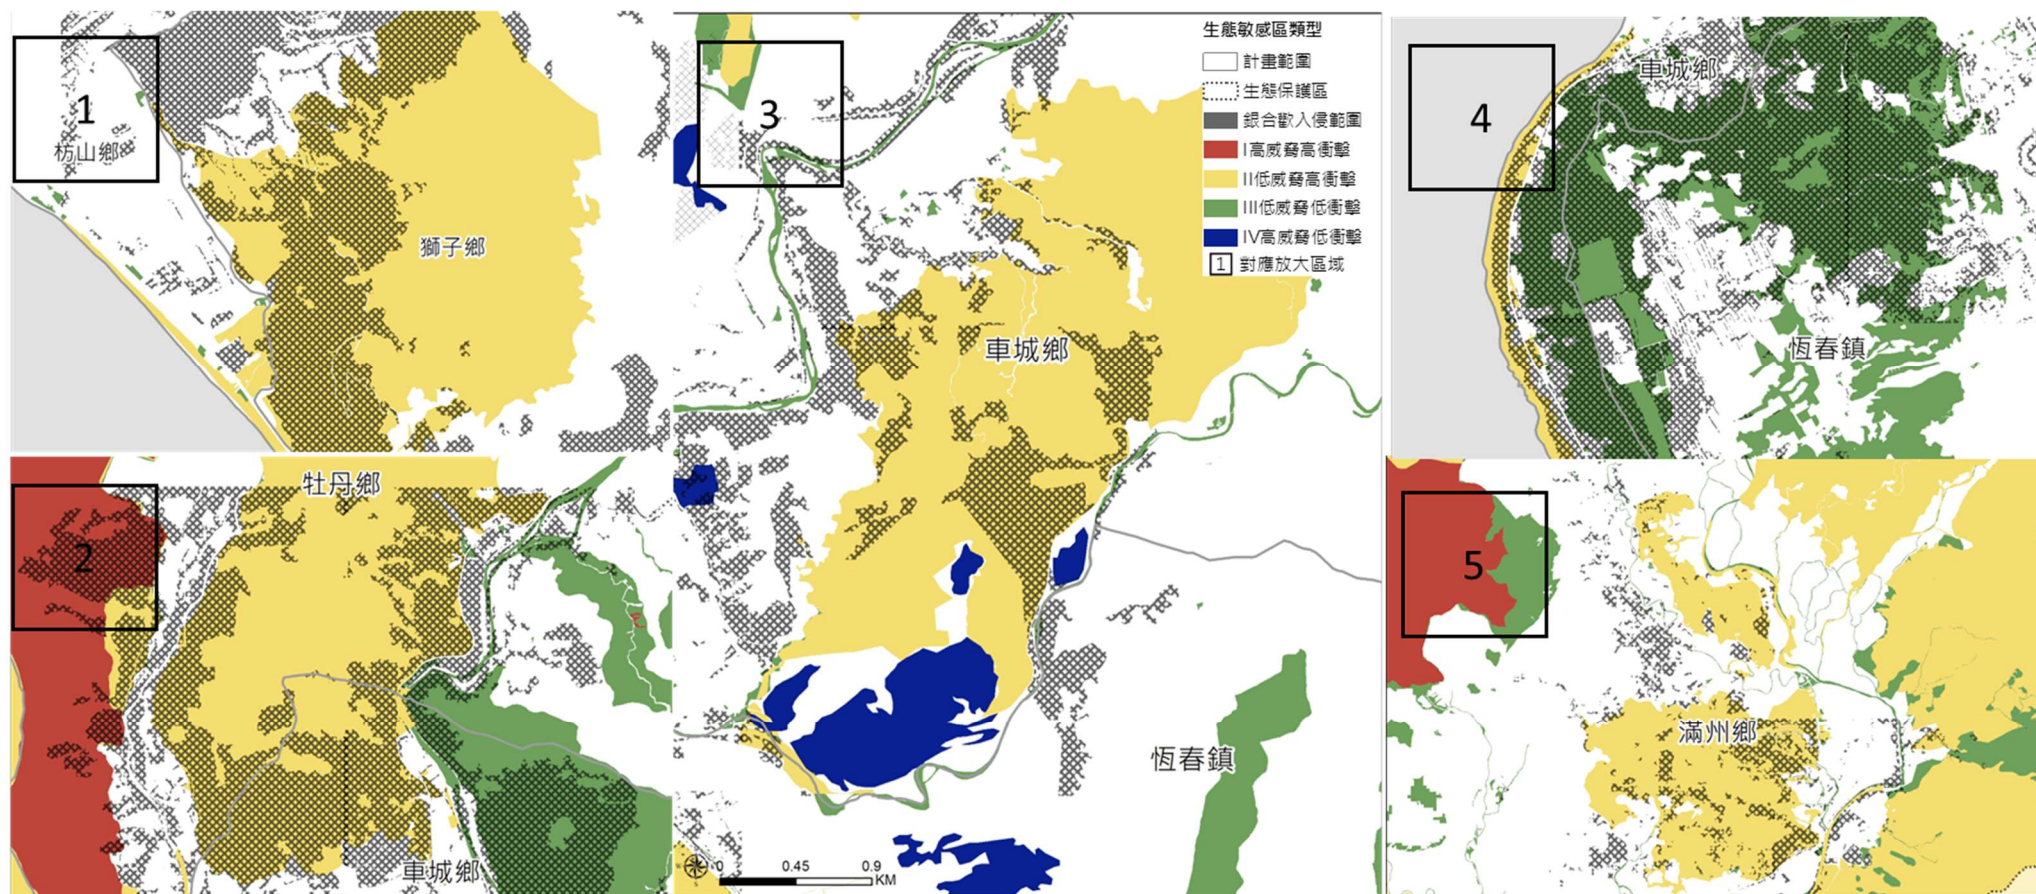 1
枋山鄉
獅子鄉
3
車城鄉
恆春鎮
0 0.45 0.9
KM
生態敏感區類型
計畫範圍
生態保護區
銀合歡入侵範圍
I高威脅高衝擊
II低威脅高衝擊
III低威脅低衝擊
IV高威脅低衝擊
1 對應放大區域
4
車城鄉
恆春鎮
2
牡丹鄉
車城鄉
5
滿州鄉